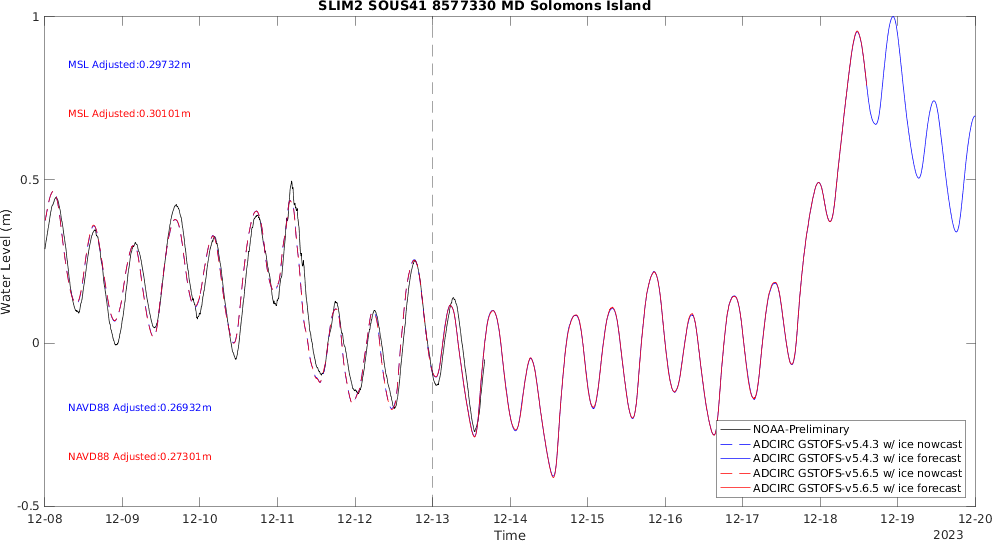 SLIM2 SOUS41 8577330 MD Solomons Island
1
MSL Adjusted:0.29732m
MSL Adjusted:0.30101m
0.5
Water Level (m)
0
NAVD88 Adjusted:0.26932m
NAVD88 Adjusted:0.27301m
NOAA-Preliminary
ADCIRC GSTOFS-v5.4.3 w/ ice nowcast
ADCIRC GSTOFS-v5.4.3 w/ ice forecast
ADCIRC GSTOFS-v5.6.5 w/ ice nowcast
ADCIRC GSTOFS-v5.6.5 w/ ice forecast
-0.5
12-08 12-09 12-10 12-11 12-12 12-13 12-14 12-15 12-16 12-17 12-18 12-19 12-20
Time
2023